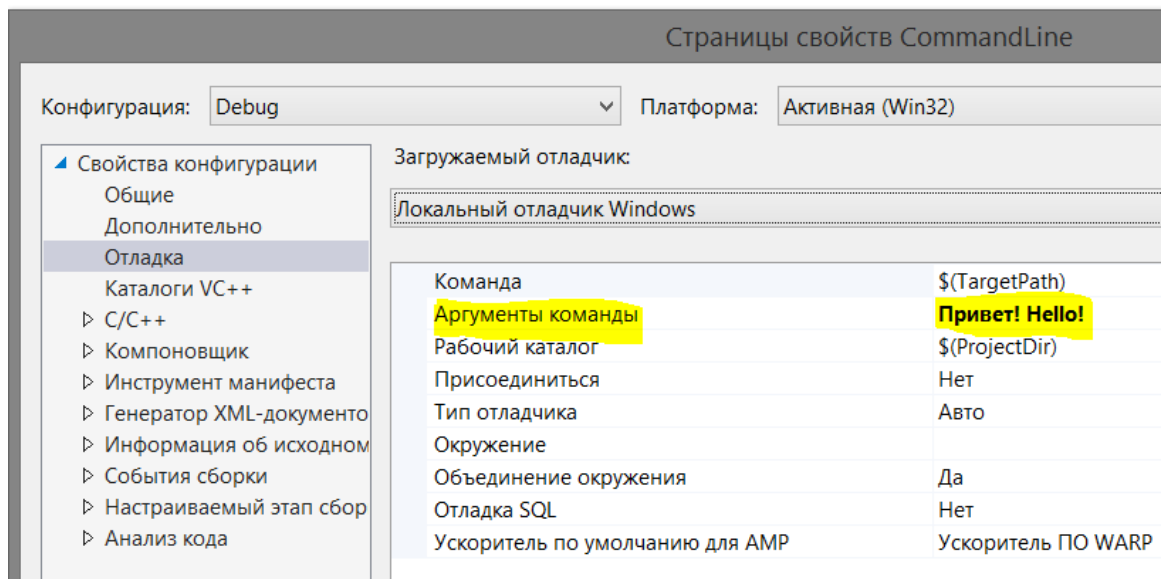 Страницы свойств CommandLine
Конфигурация: Debug Платформа: Активная (Win32)
Свойства конфигурации
Общие
Дополнительно
Отладка
Каталоги VC++
C/C++
Компоновщик
Инструмент манифеста
Генератор XML-документо
Информация об исходном
События сборки
Настраиваемый этап сбор
Анализ кода
Загружаемый отладчик:
Локальный отладчик Windows
Команда $(TargetPath)
Аргументы команды Привет! Hello!
Рабочий каталог $(ProjectDir)
Присоединиться Нет
Тип отладчика Авто
Окружение
Объединение окружения Да
Отладка SQL Нет
Ускоритель по умолчанию для AMP Ускоритель ПО WARP